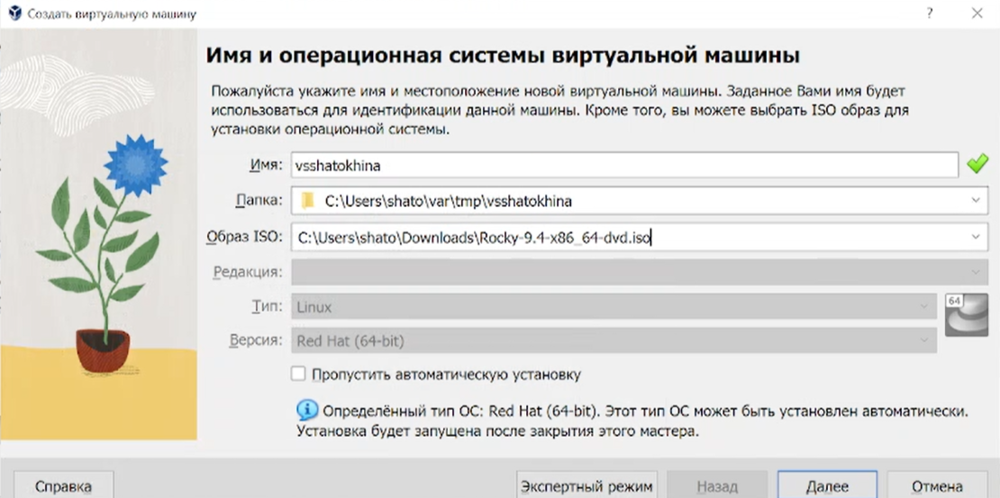 Создать виртуальную машину
?
Имя и операционная системы виртуальной машины
Пожалуйста укажите имя и местоположение новой виртуальной машины. Заданное Вами имя будет
использоваться для идентификации данной машины. Кроме того, вы можете выбрать ISO образ для
установки операционной системы.
Имя: vsshatokhina
Папка: C:\Users\shato\var\tmp\vsshatokhina
Образ ISO: C:\Users\shato\Downloads\Rocky-9.4-x86_64-dvd.iso
Редакция:
Тип: Linux
64
Версия: Red Hat (64-bit)
Пропустить автоматическую установку
Определённый тип ОС: Red Hat (64-bit). Этот тип ОС может быть установлен автоматически.
Установка будет запущена после закрытия этого мастера.
Справка Экспертный режим Назад Далее Отмена